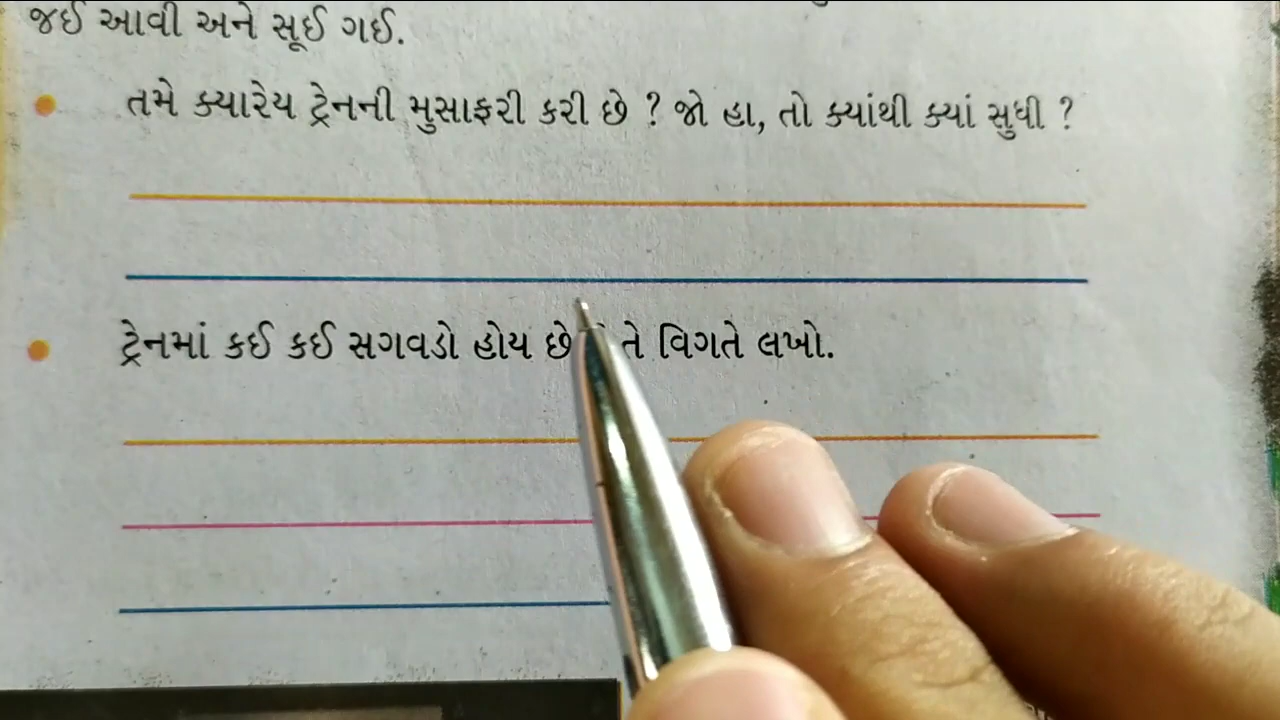 જઈ આવી અને સૂઈ ગઈ.
તમે ક્યારેય ટ્રેનની મુસાફરી કરી છે ? જો હા, તો ક્યાંથી ક્યાં સુધી ?
ટ્રેનમાં કઈ કઈ સગવડો હોય છે તે વિગતે લખો.